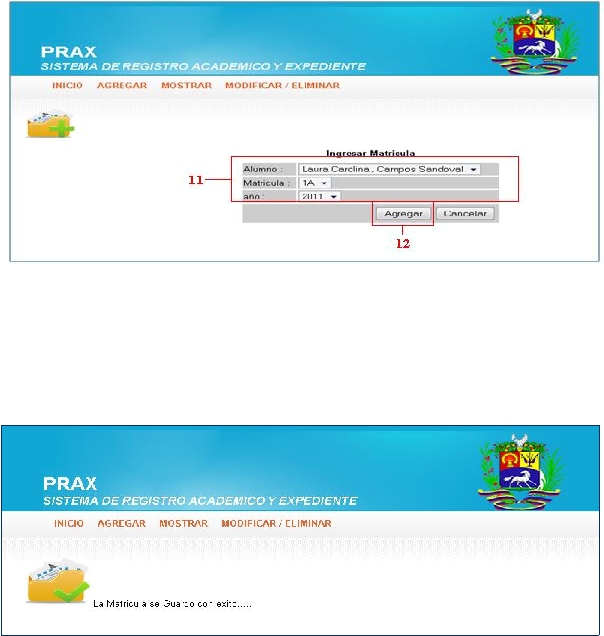 PRAX
SISTEMA DE REGISTRO ACADEMICO Y EXPEDIENTE
INICIO AGREGAR MOSTRAR MODIFICAR / ELIMINAR
Ingresar Matricula
Alumno : Laura Carolina , Campos Sandoval
11
Matricula : 1A
año : 2011
Agregar Cancelar
12
PRAX
SISTEMA DE REGISTRO ACADEMICO Y EXPEDIENTE
INICIO AGREGAR MOSTRAR MODIFICAR / ELIMINAR
La Matricula se Guardo con exito.....